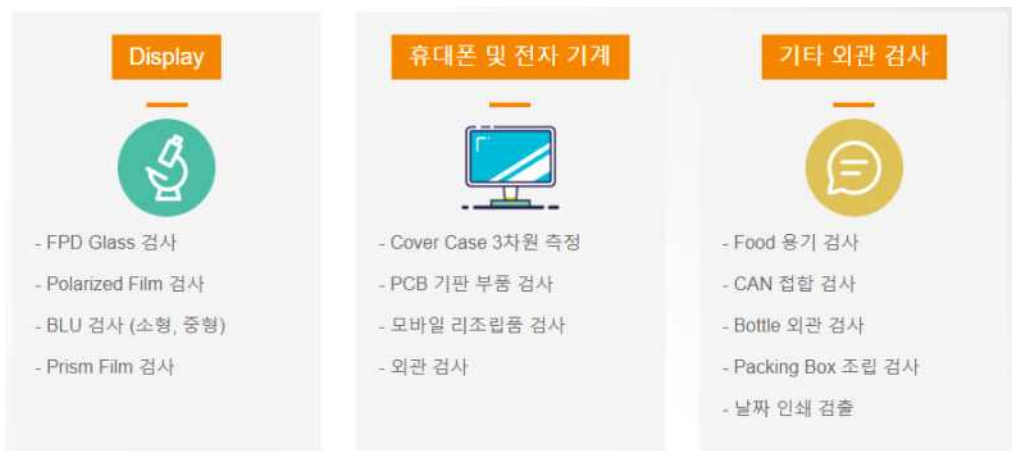 Display
- FPD Glass 검사
- Polarized Film 검사
- BLU 검사 (소형, 중형)
- Prism Film 검사
휴대폰 및 전자 기계
- Cover Case 3차원 측정
- PCB 기판 부품 검사
- 모바일 리조립품 검사
- 외관 검사
기타 외관 검사
- Food 용기 검사
- CAN 접합 검사
- Bottle 외관 검사
- Packing Box 조립 검사
- 날짜 인쇄 검출